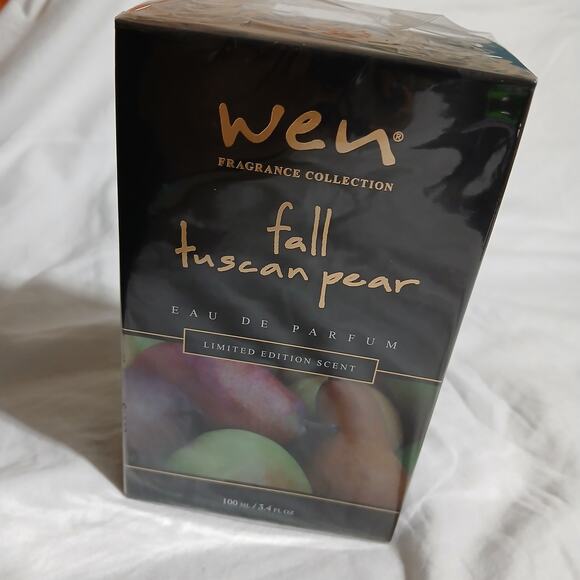 wen®
FRAGRANCE COLLECTION
fall
tuscan pear
EAU DE PARFUM
LIMITED EDITION SCENT
100 ML / 3.4 FL OZ